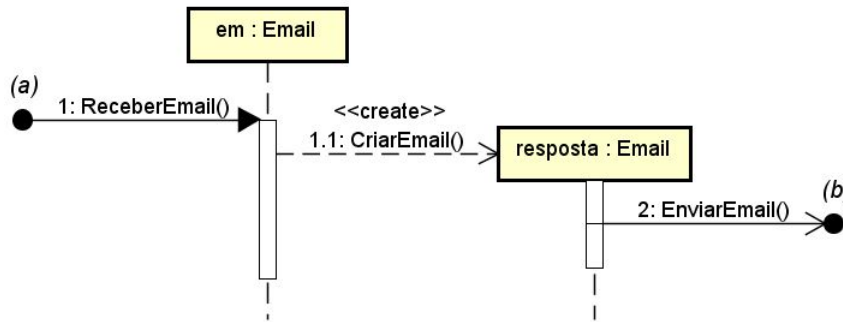 em : Email
(a)
1: ReceberEmail()
<<create>>
1.1: CriarEmail()
resposta : Email
(b
2: EnviarEmail()